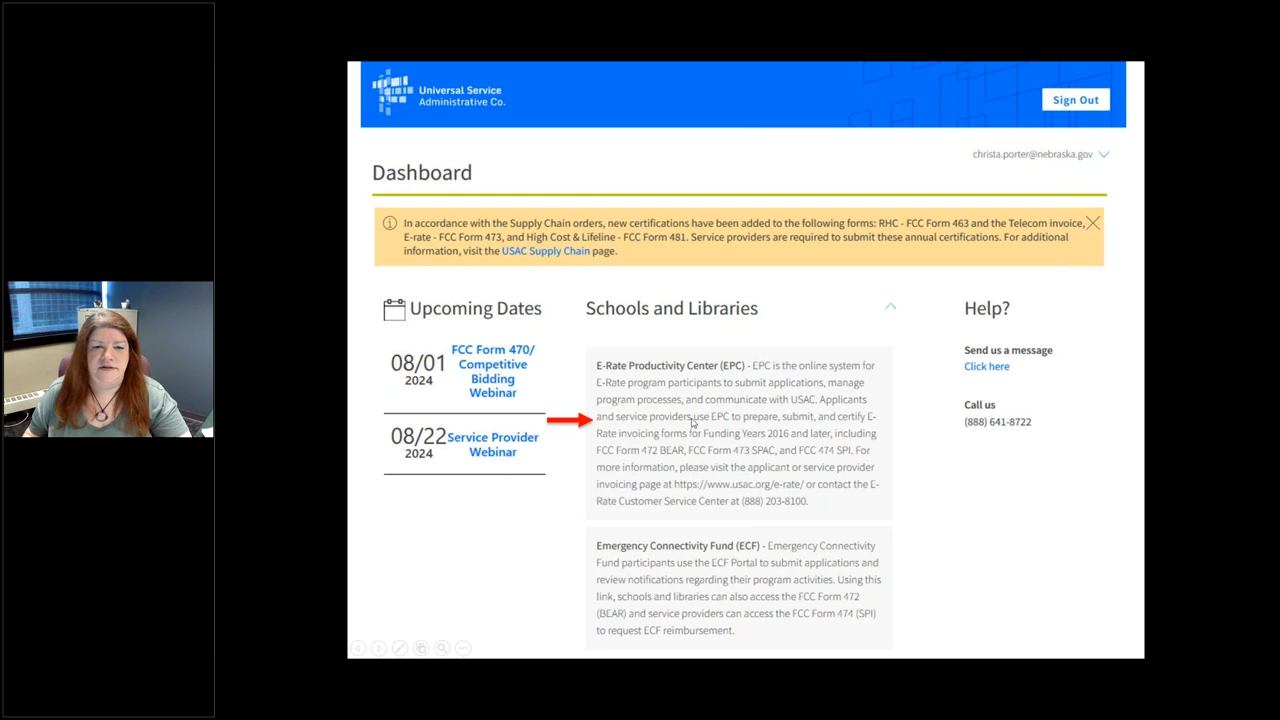 Universal Service
Administrative Co.
Sign Out
christa.porter@nebraska.gov
Dashboard
In accordance with the Supply Chain orders, new certifications have been added to the following forms: RHC - FCC Form 463 and the Telecom invoice,
E-rate - FCC Form 473, and High Cost & Lifeline - FCC Form 481. Service providers are required to submit these annual certifications. For additional
information, visit the USAC Supply Chain page.
Upcoming Dates
08/01
2024
FCC Form 470/
Competitive
Bidding
Webinar
08/22
2024
Service Provider
Webinar
Schools and Libraries
E-Rate Productivity Center (EPC) - EPC is the online system for
E-Rate program participants to submit applications, manage
program processes, and communicate with USAC. Applicants
and service providers use EPC to prepare, submit, and certify E-
Rate invoicing forms for Funding Years 2016 and later, including
FCC Form 472 BEAR, FCC Form 473 SPAC, and FCC 474 SPI. For
more information, please visit the applicant or service provider
invoicing page at https://www.usac.org/e-rate/ or contact the E-
Rate Customer Service Center at (888) 203-8100.
Emergency Connectivity Fund (ECF) - Emergency Connectivity
Fund participants use the ECF Portal to submit applications and
review notifications regarding their program activities. Using this
link, schools and libraries can also access the FCC Form 472
(BEAR) and service providers can access the FCC Form 474 (SPI)
to request ECF reimbursement.
Help?
Send us a message
Click here
Call us
(888) 641-8722